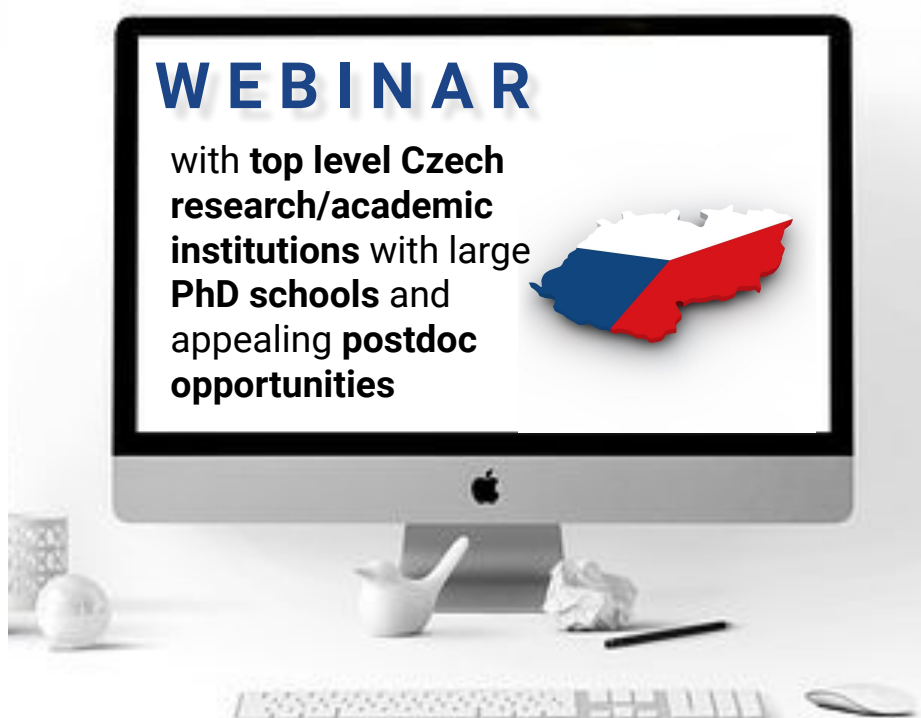 WEBINAR
with top level Czech
research/academic
institutions with large
PhD schools and
appealing postdoc
opportunities